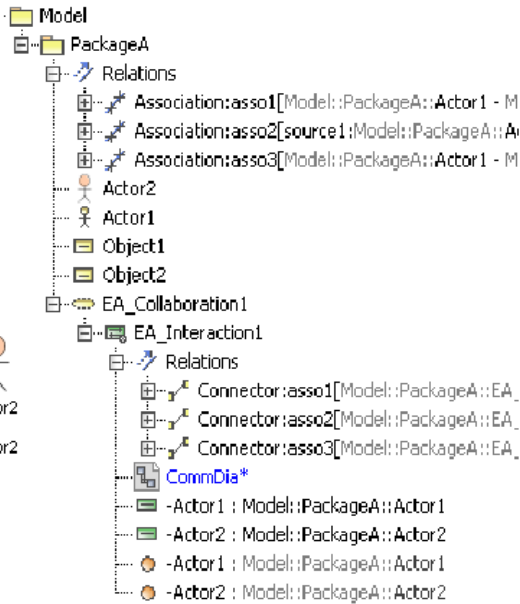 Model
PackageA
Relations
Association:asso1[Model::PackageA::Actor1 - M
Association:asso2[source1:Model::PackageA::A
Association:asso3[Model::PackageA::Actor1 - M
Actor2
Actor1
Object1
Object2
EA_Collaboration1
EA_Interaction1
Relations
Connector:asso1[Model::PackageA::EA_
Connector:asso2[Model::PackageA::EA_
Connector:asso3[Model::PackageA::EA_
CommDia*
-Actor1 : Model::PackageA::Actor1
-Actor2 : Model::PackageA::Actor2
-Actor1 : Model::PackageA::Actor1
-Actor2 : Model::PackageA::Actor2
or2
or2